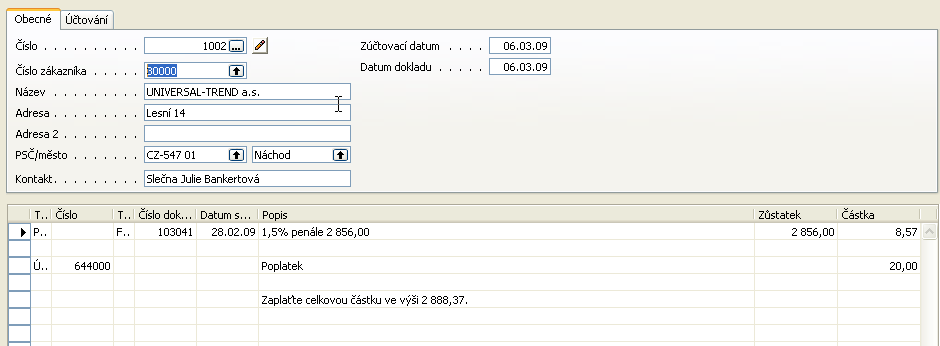 Obecné Účtování
Číslo . . . . . . . . . . . 1002 ... Zúčtovací datum . . . . 06.03.09
Číslo zákazníka . . . . . . 30000 Datum dokladu . . . . . 06.03.09
Název . . . . . . . . . . UNIVERSAL-TREND a.s.
Adresa . . . . . . . . . . Lesní 14
Adresa 2 . . . . . . . . .
PSČ/město . . . . . . . . CZ-547 01 Náchod
Kontakt . . . . . . . . . . Slečna Julie Bankertová
T.. Číslo T.. Číslo dok... Datum s... Popis Zůstatek Částka
P.. F.. 103041 28.02.09 1,5% penále 2 856,00 2 856,00 8,57
Ú.. 644000 Poplatek 20,00
Zaplaťte celkovou částku ve výši 2 888,37.